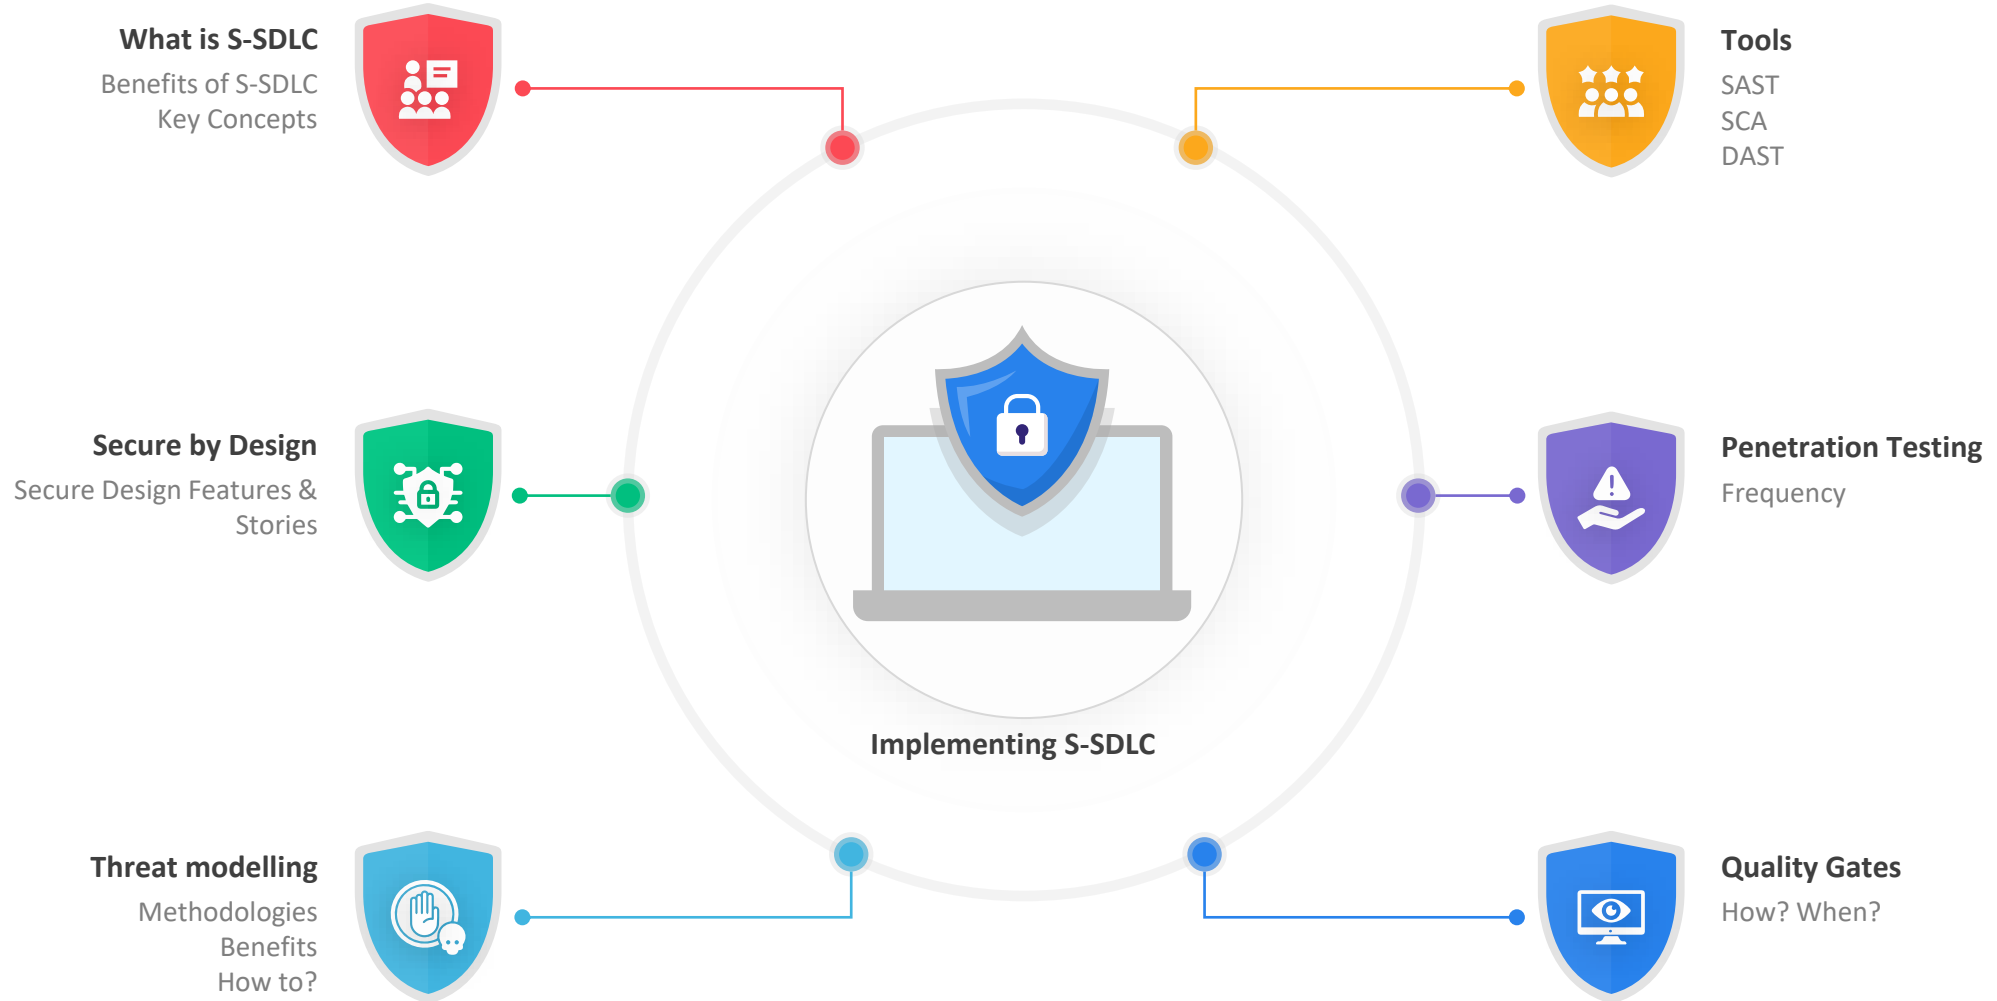 What is S-SDLC
Benefits of S-SDLC
Key Concepts
Secure by Design
Secure Design Features &
Stories
Threat modelling
Methodologies
Benefits
How to?
Implementing S-SDLC
Tools
SAST
SCA
DAST
Penetration Testing
Frequency
Quality Gates
How? When?